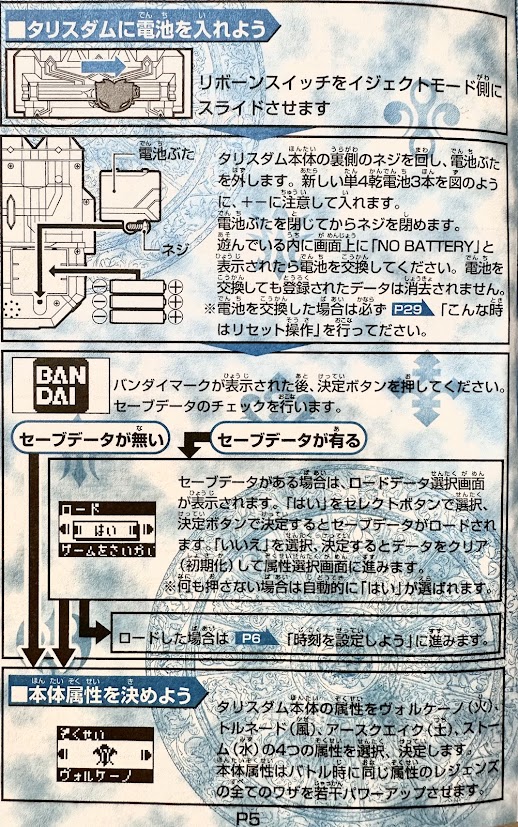 ■タリスダムに電池を入れよう
リボーンスイッチをイジェクトモード側に
スライドさせます
電池ぶた
ネジ
タリスダム本体の裏側のネジを回し、電池ぶた
を外します。新しい単4乾電池3本を図のよう
に、+-に注意して入れます。
電池ぶたを閉じてからネジを閉めます。
遊んでいる内に画面上に「NO BATTERY」と
表示されたら電池を交換してください。電池を
交換しても登録されたデータは消去されません。
※電池を交換した場合は必ず P29 「こんな時
はリセット操作」を行ってださい。
BAN
DAI
バンダイマークが表示された後、決定ボタンを押してください。
セーブデータのチェックを行います。
セーブデータが無い
セーブデータが有る
ロード
はい
ゲームをさいかい
セーブデータがある場合は、ロードデータ選択画面
が表示されます。「はい」をセレクトボタンで選択、
決定ボタンで決定するとセーブデータがロードされ
ます。「いいえ」を選択、決定するとデータをクリア
(初期化)して属性選択画面に進みます。
※何も押さない場合は自動的に「はい」が選ばれます。
ロードした場合は P6 「時刻を設定しよう」に進みます。
■本体属性を決めよう
ぞくせい
ヴォルケーノ
タリスダム本体の属性をヴォルケーノ(火)、
トルネード(風)、アースクエイク(土)、ストー
ム(水)の4つの属性を選択、決定します。
本体属性はバトル時に同じ属性のレジェンズ
の全てのワザを若干パワーアップさせます。
P5